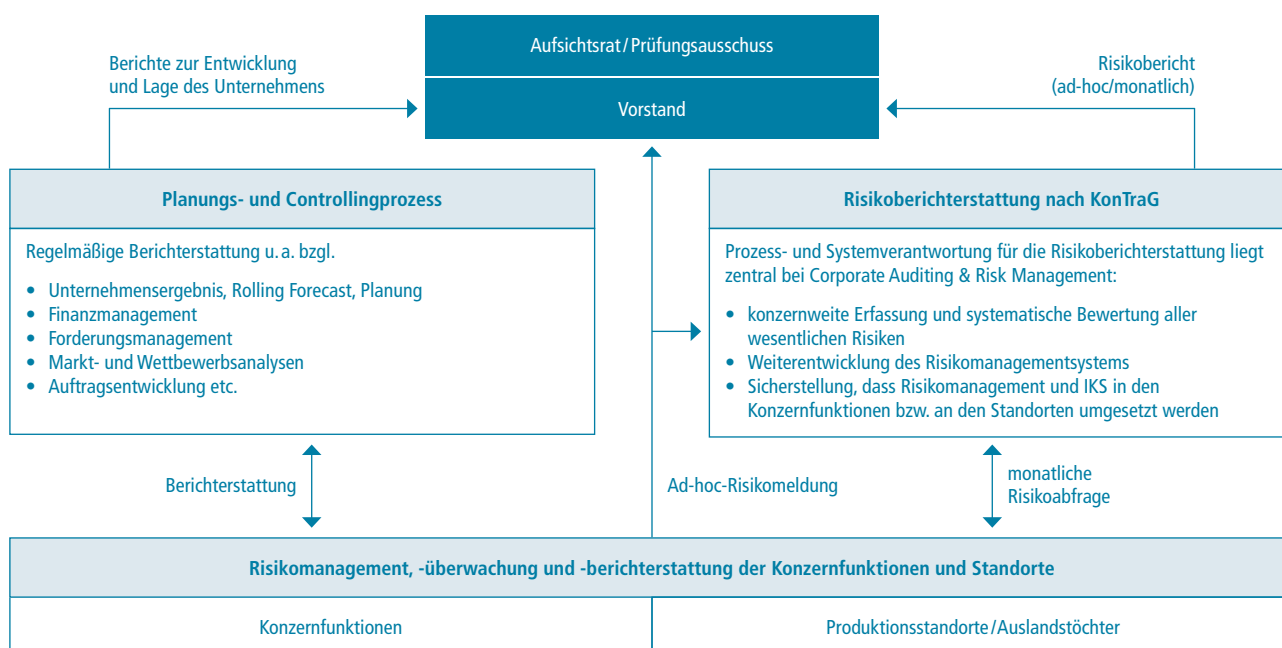 Aufsichtsrat/Prüfungsausschuss
Vorstand
Berichte zur Entwicklung
und Lage des Unternehmens
Risikobericht
(ad-hoc/monatlich)
Planungs- und Controllingprozess
Regelmäßige Berichterstattung u. a. bzgl.
• Unternehmensergebnis, Rolling Forecast, Planung
• Finanzmanagement
• Forderungsmanagement
• Markt- und Wettbewerbsanalysen
• Auftragsentwicklung etc.
Risikoberichterstattung nach KonTraG
Prozess- und Systemverantwortung für die Risikoberichterstattung liegt
zentral bei Corporate Auditing & Risk Management:
• konzernweite Erfassung und systematische Bewertung aller
wesentlichen Risiken
• Weiterentwicklung des Risikomanagementsystems
• Sicherstellung, dass Risikomanagement und IKS in den
Konzernfunktionen bzw. an den Standorten umgesetzt werden
Berichterstattung
Ad-hoc-Risikomeldung
monatliche
Risikoabfrage
Risikomanagement, -überwachung und -berichterstattung der Konzernfunktionen und Standorte
Konzernfunktionen
Produktionsstandorte/Auslandstöchter